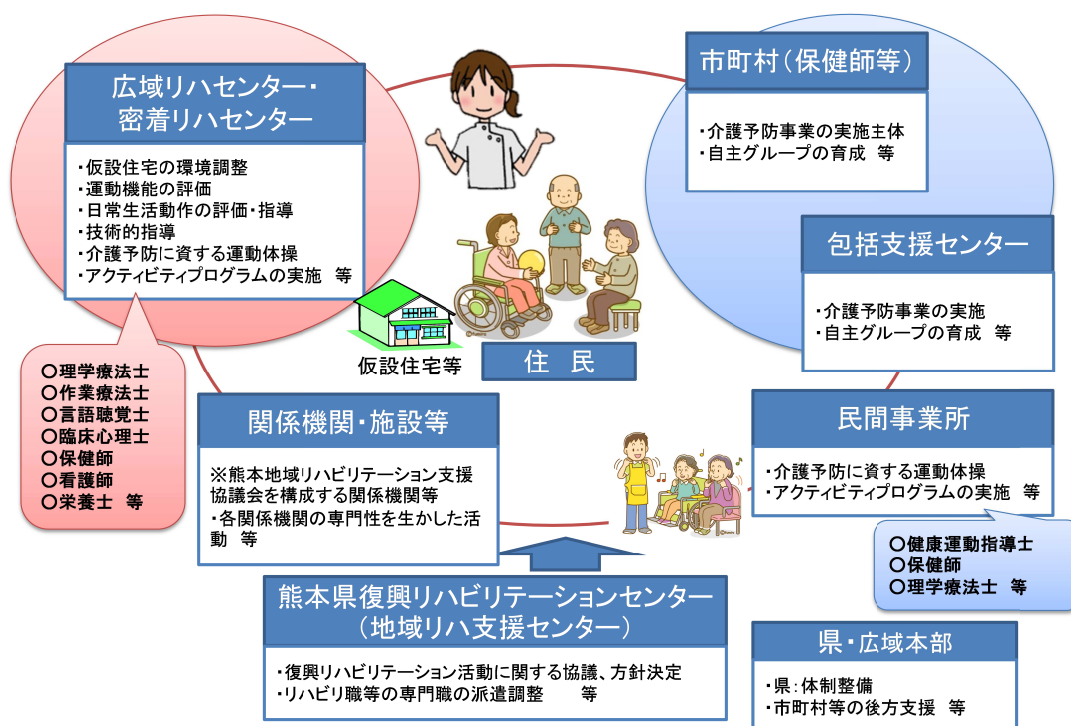 広域リハセンター・
密着リハセンター
・仮設住宅の環境調整
・運動機能の評価
・日常生活動作の評価・指導
・技術的指導
・介護予防に資する運動体操
・アクティビティプログラムの実施　等
〇理学療法士
〇作業療法士
〇言語聴覚士
〇臨床心理士
〇保健師
〇看護師
〇栄養士　等
市町村（保健師等）
・介護予防事業の実施主体
・自主グループの育成　等
包括支援センター
・介護予防事業の実施
・自主グループの育成　等
仮設住宅等
住　民
関係機関・施設等
※熊本地域リハビリテーション支援
協議会を構成する関係機関等
・各関係機関の専門性を生かした活
動　等
民間事業所
・介護予防に資する運動体操
・アクティビティプログラムの実施　等
〇健康運動指導士
〇保健師
〇理学療法士　等
熊本県復興リハビリテーションセンター
（地域リハ支援センター）
・復興リハビリテーション活動に関する協議、方針決定
・リハビリ職等の専門職の派遣調整　　等
県・広域本部
・県：体制整備
・市町村等の後方支援　等